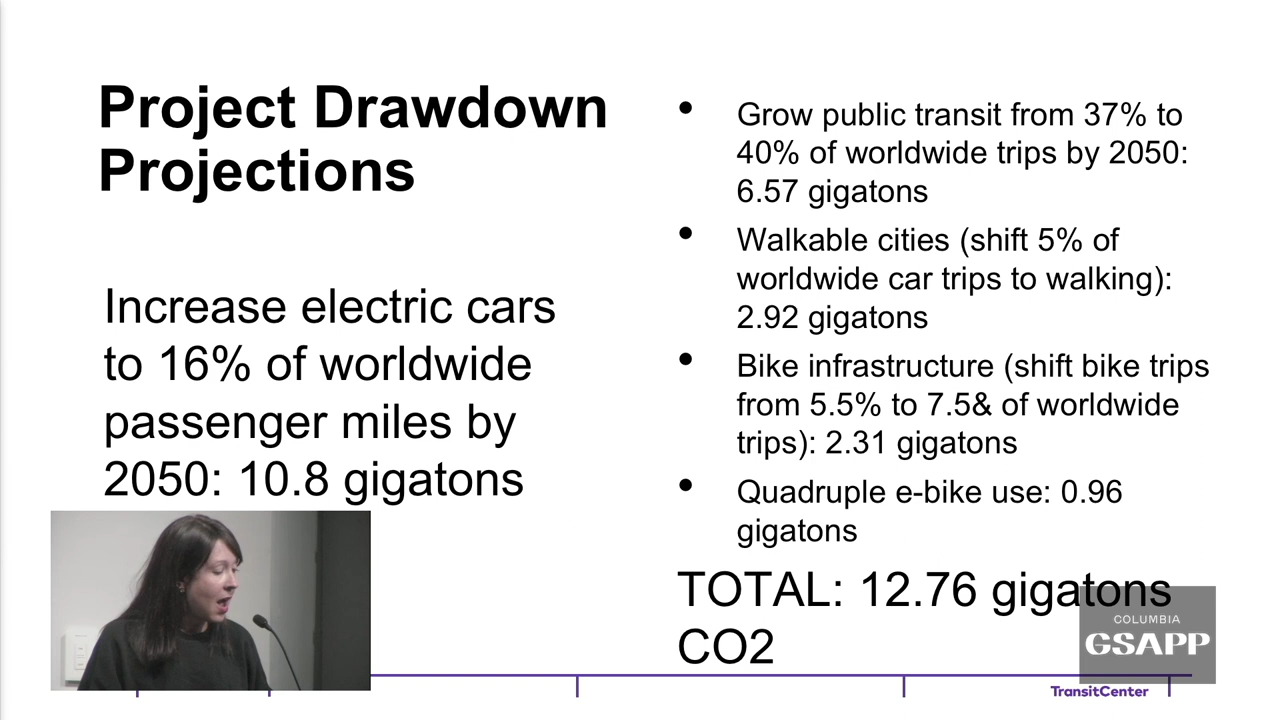 Project Drawdown
Projections
Increase electric cars
to 16% of worldwide
passenger miles by
2050: 10.8 gigatons
• Grow public transit from 37% to
40% of worldwide trips by 2050:
6.57 gigatons
• Walkable cities (shift 5% of
worldwide car trips to walking):
2.92 gigatons
• Bike infrastructure (shift bike trips
from 5.5% to 7.5& of worldwide
trips): 2.31 gigatons
• Quadruple e-bike use: 0.96
gigatons
TOTAL: 12.76 gigatons
CO2
COLUMBIA
GSAPP
TransitCenter